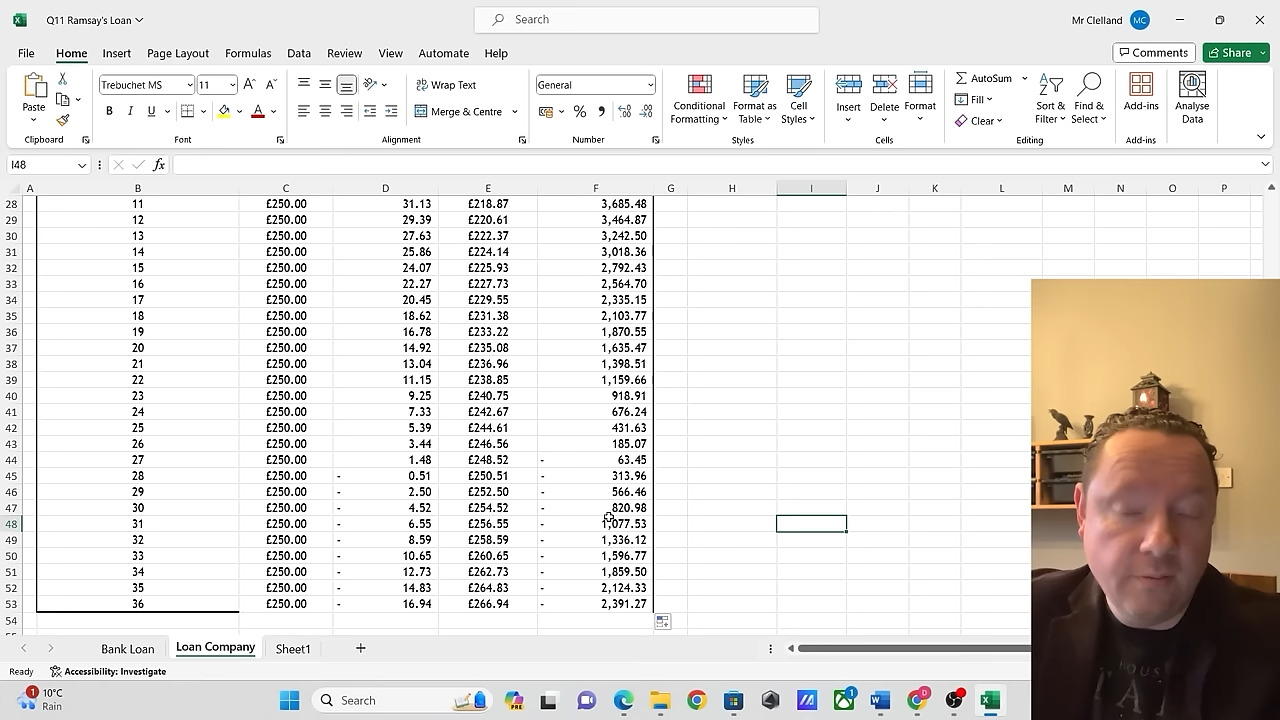 Q11 Ramsay's Loan
Search
Mr Clelland MC
File Home Insert Page Layout Formulas Data Review View Automate Help Comments Share
Paste Trebuchet MS 11 A A Wrap Text General Conditional Formatting Format as Table Cell Styles Insert Delete Format AutoSum Fill Clear Sort & Filter Find & Select Add-ins Analyse Data
B I U A Merge & Centre %
Clipboard Font Alignment Number Styles Cells Editing Add-ins
I48 fx
A B C D E F G H I J K L M N O P
28 11 £250.00 31.13 £218.87 3,685.48
29 12 £250.00 29.39 £220.61 3,464.87
30 13 £250.00 27.63 £222.37 3,242.50
31 14 £250.00 25.86 £224.14 3,018.36
32 15 £250.00 24.07 £225.93 2,792.43
33 16 £250.00 22.27 £227.73 2,564.70
34 17 £250.00 20.45 £229.55 2,335.15
35 18 £250.00 18.62 £231.38 2,103.77
36 19 £250.00 16.78 £233.22 1,870.55
37 20 £250.00 14.92 £235.08 1,635.47
38 21 £250.00 13.04 £236.96 1,398.51
39 22 £250.00 11.15 £238.85 1,159.66
40 23 £250.00 9.25 £240.75 918.91
41 24 £250.00 7.33 £242.67 676.24
42 25 £250.00 5.39 £244.61 431.63
43 26 £250.00 3.44 £246.56 185.07
44 27 £250.00 1.48 £248.52 - 63.45
45 28 £250.00 - 0.51 £250.51 - 313.96
46 29 £250.00 - 2.50 £252.50 - 566.46
47 30 £250.00 - 4.52 £254.52 - 820.98
48 31 £250.00 - 6.55 £256.55 - 1,077.53
49 32 £250.00 - 8.59 £258.59 - 1,336.12
50 33 £250.00 - 10.65 £260.65 - 1,596.77
51 34 £250.00 - 12.73 £262.73 - 1,859.50
52 35 £250.00 - 14.83 £264.83 - 2,124.33
53 36 £250.00 - 16.94 £266.94 - 2,391.27
54
Bank Loan Loan Company Sheet1
Ready Accessibility: Investigate
1 10°C
Rain
Search